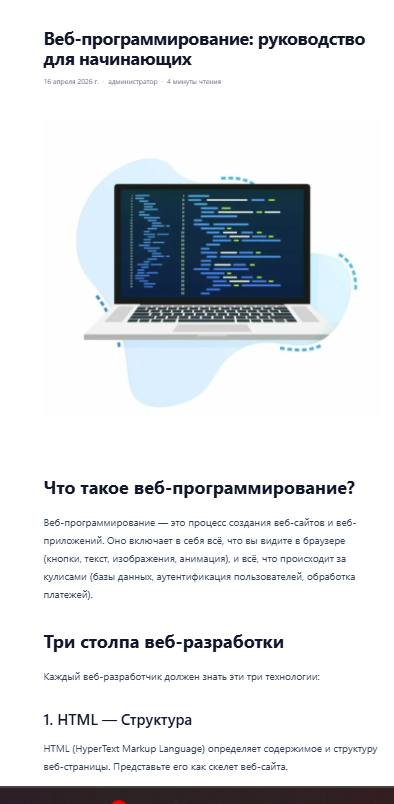 Веб-программирование: руководство
для начинающих
16 апреля 2026 г. · администратор · 4 минуты чтения
Что такое веб-программирование?
Веб-программирование — это процесс создания веб-сайтов и веб-
приложений. Оно включает в себя всё, что вы видите в браузере
(кнопки, текст, изображения, анимация), и всё, что происходит за
кулисами (базы данных, аутентификация пользователей, обработка
платежей).
Три столпа веб-разработки
Каждый веб-разработчик должен знать эти три технологии:
1. HTML — Структура
HTML (HyperText Markup Language) определяет содержимое и структуру
веб-страницы. Представьте его как скелет веб-сайта.